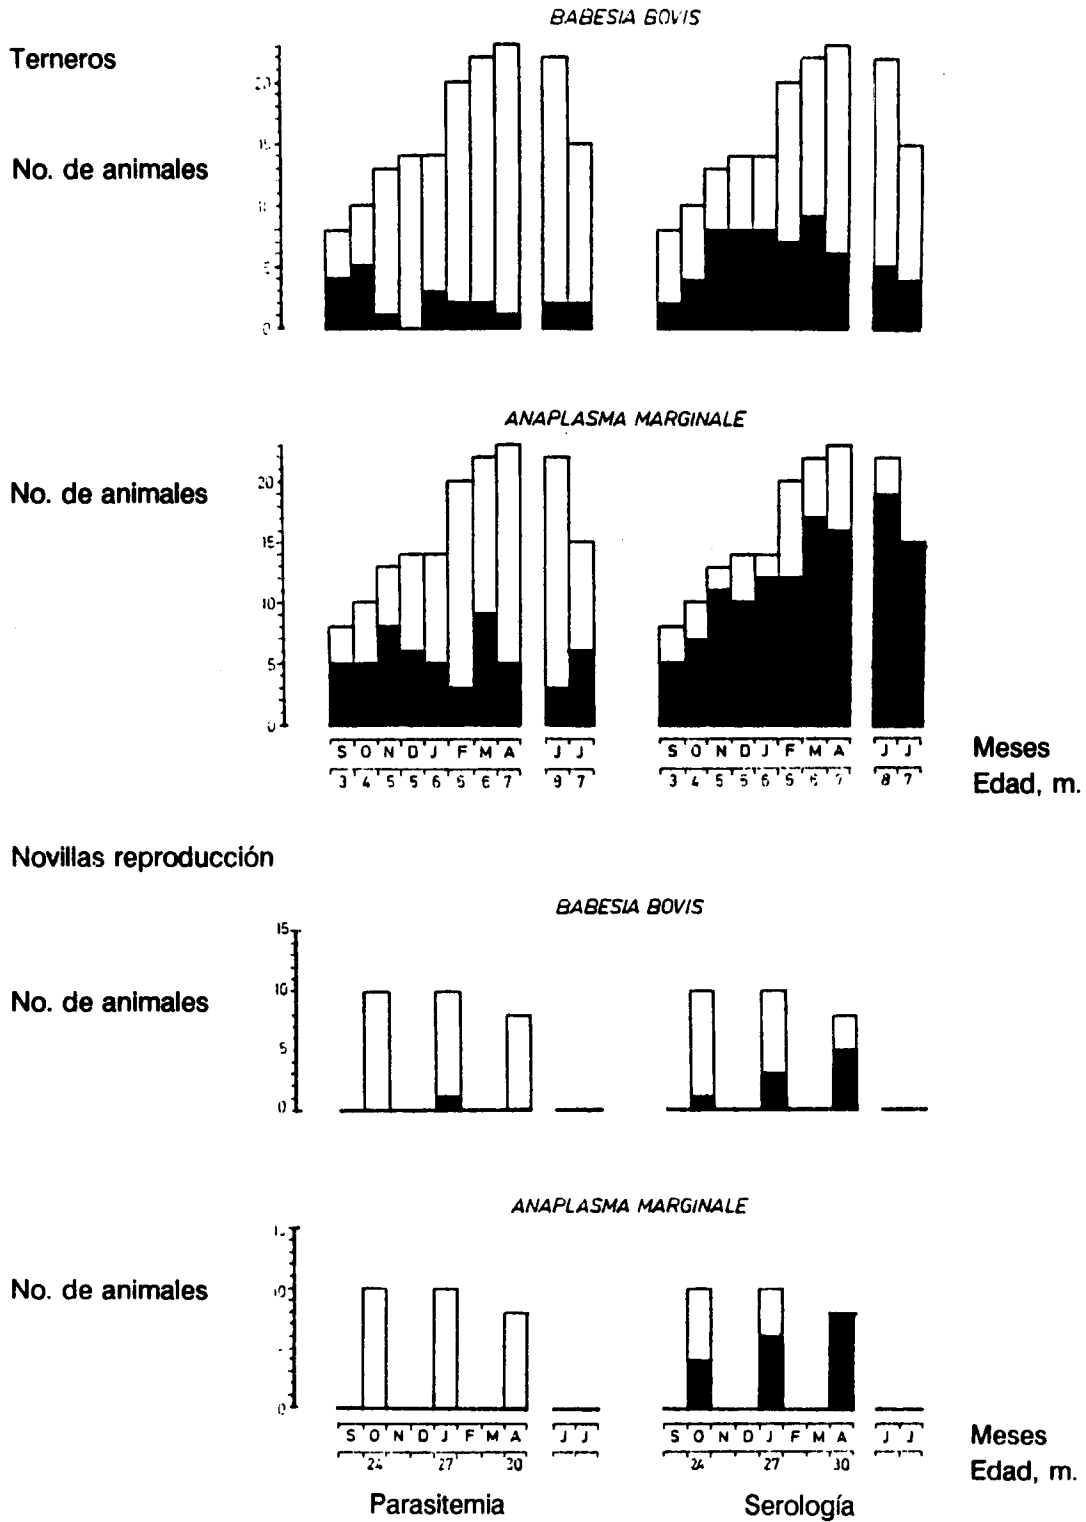 BABESIA BOVIS
Terneros
No. de animales
20
15
10
5
0
ANAPLASMA MARGINALE
No. de animales
20
15
10
5
0
S O N D J F M A J J S O N D J F M A J J Meses
3 4 5 5 6 5 6 7 9 7 3 4 5 5 6 5 6 7 8 7 Edad, m.
Novillas reproducción
BABESIA BOVIS
15
No. de animales
10
5
0
ANAPLASMA MARGINALE
No. de animales
0
S O N D J F M A J J S O N D J F M A J J Meses
24 27 30 24 27 30 Edad, m.
Parasitemia Serología